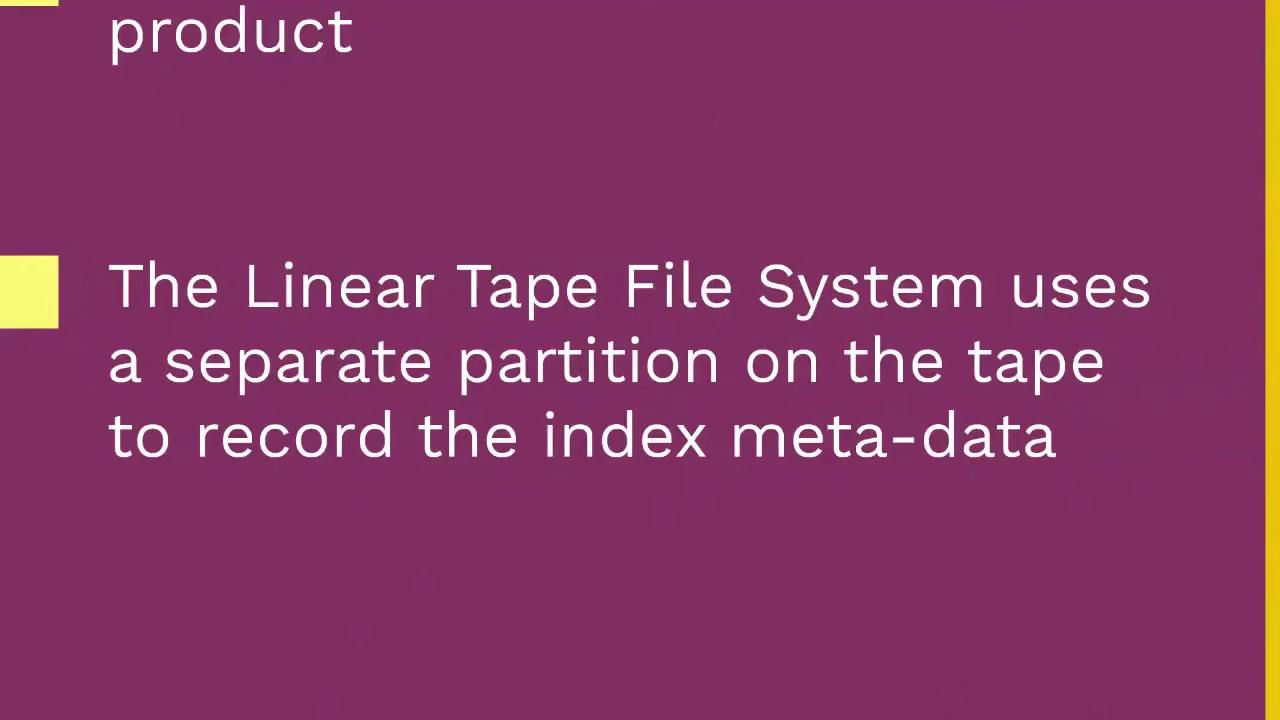 product
The Linear Tape File System uses
a separate partition on the tape
to record the index meta-data